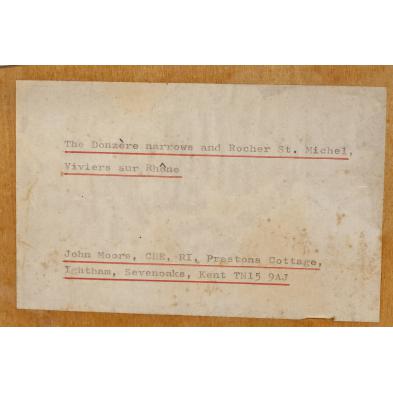 The Donzère narrows and Rocher St. Michel,
Viviers sur Rhône
John Moore, CBE, RI, Prestons Cottage,
Ightham, Sevenoaks, Kent TN15 9AJ